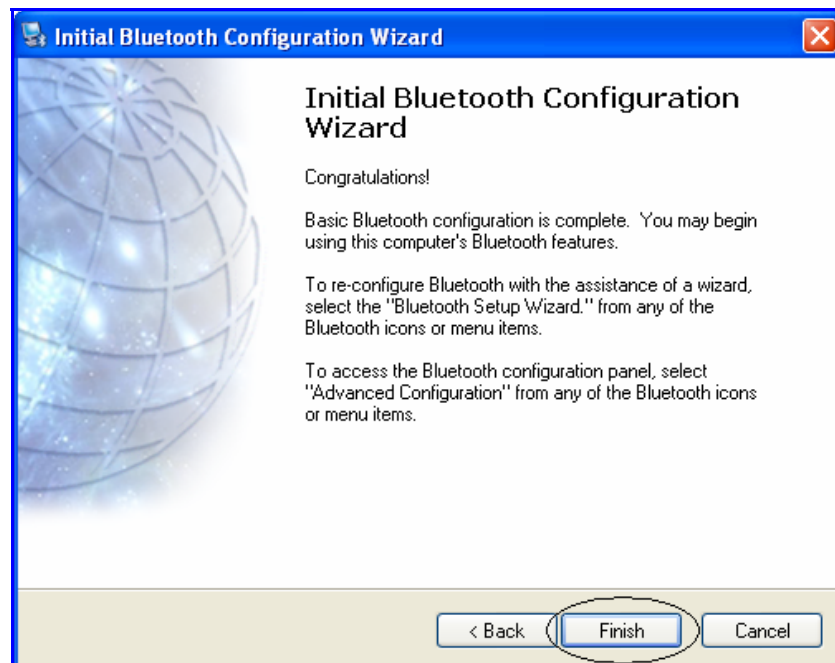 Initial Bluetooth Configuration Wizard
Initial Bluetooth Configuration
Wizard
Congratulations!
Basic Bluetooth configuration is complete.  You may begin
using this computer's Bluetooth features.
To re-configure Bluetooth with the assistance of a wizard,
select the "Bluetooth Setup Wizard." from any of the
Bluetooth icons or menu items.
To access the Bluetooth configuration panel, select
"Advanced Configuration" from any of the Bluetooth icons
or menu items.
< Back Finish Cancel